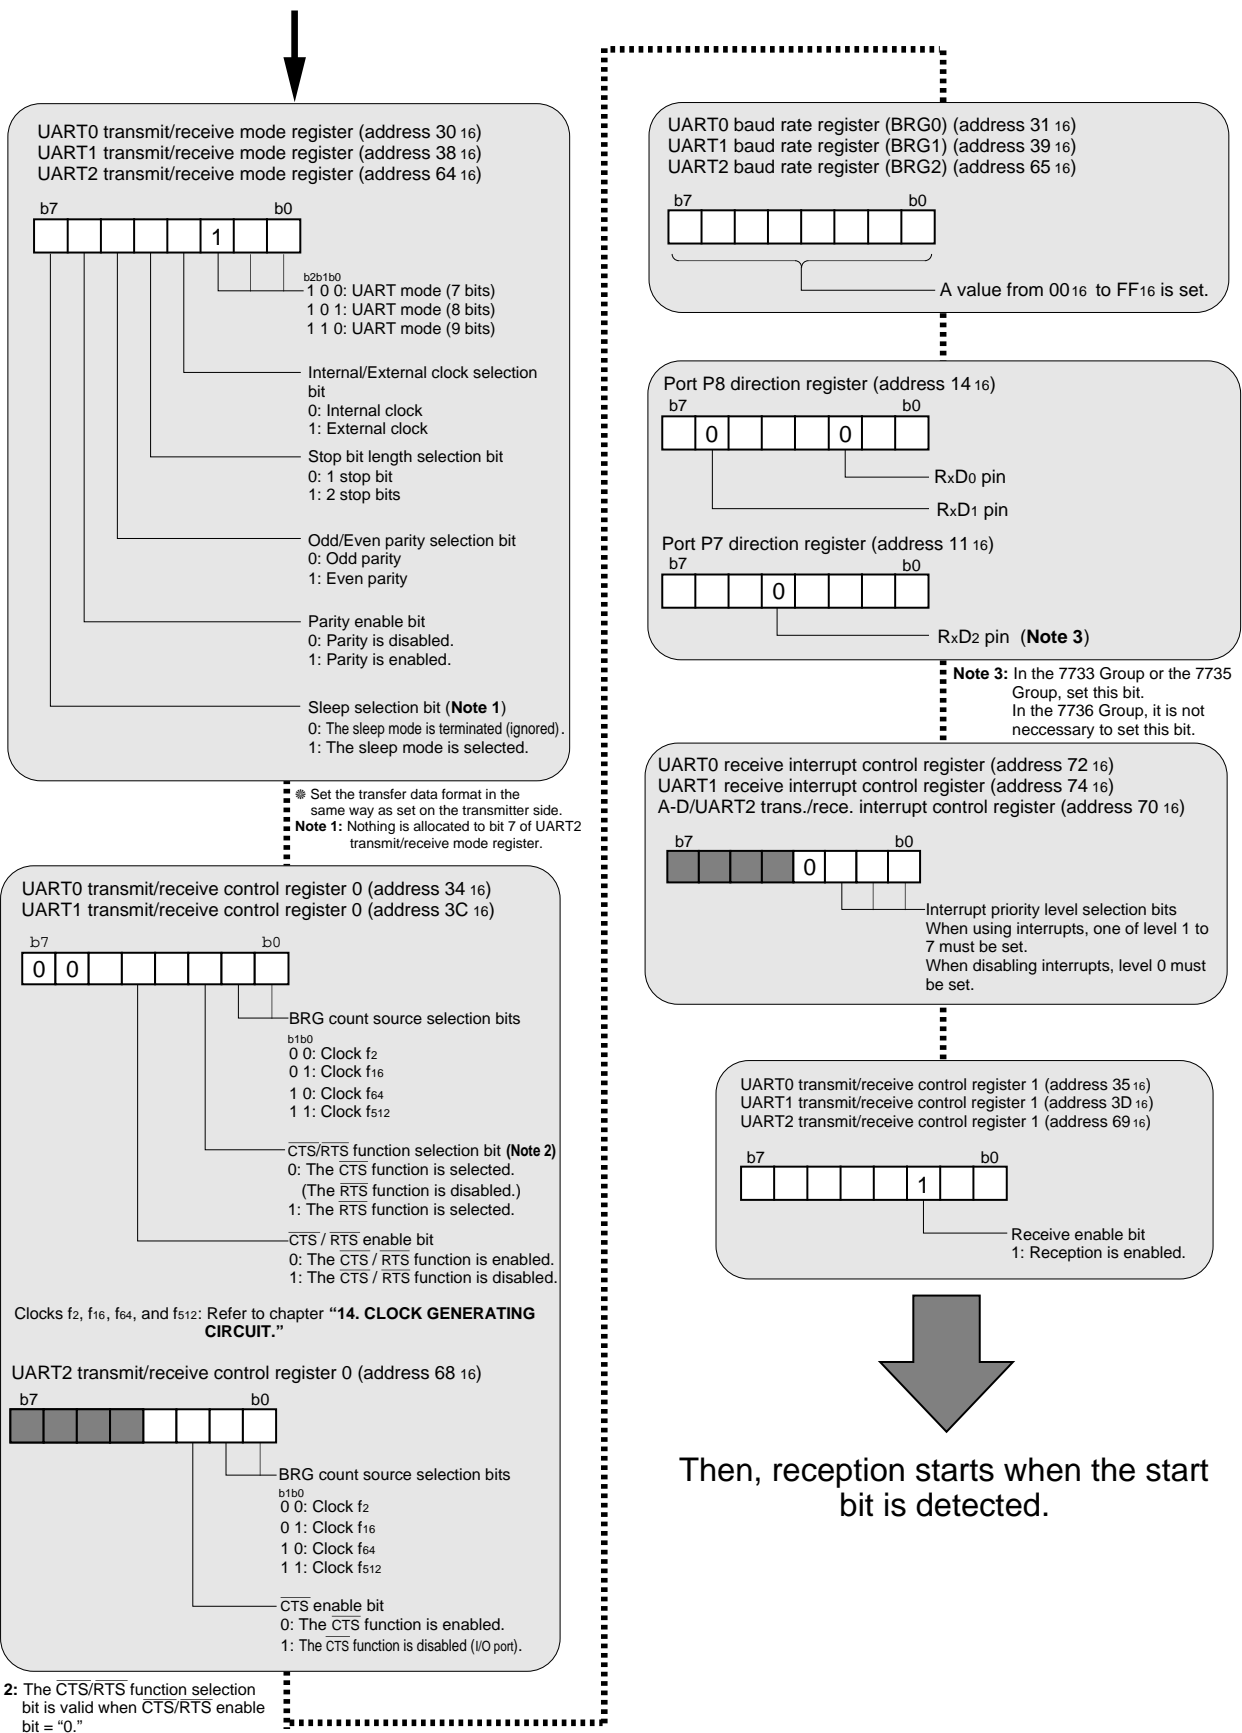 UART0 transmit/receive mode register (address 30 16)
UART1 transmit/receive mode register (address 38 16)
UART2 transmit/receive mode register (address 64 16)
b7 b0
1
b2b1b0
1 0 0: UART mode (7 bits)
1 0 1: UART mode (8 bits)
1 1 0: UART mode (9 bits)
Internal/External clock selection
bit
0: Internal clock
1: External clock
Stop bit length selection bit
0: 1 stop bit
1: 2 stop bits
Odd/Even parity selection bit
0: Odd parity
1: Even parity
Parity enable bit
0: Parity is disabled.
1: Parity is enabled.
Sleep selection bit (Note 1)
0: The sleep mode is terminated (ignored).
1: The sleep mode is selected.
❊ Set the transfer data format in the
same way as set on the transmitter side.
Note 1: Nothing is allocated to bit 7 of UART2
transmit/receive mode register.
UART0 transmit/receive control register 0 (address 34 16)
UART1 transmit/receive control register 0 (address 3C 16)
b7 b0
0 0
BRG count source selection bits
b1b0
0 0: Clock f2
0 1: Clock f16
1 0: Clock f64
1 1: Clock f512
CTS/RTS function selection bit (Note 2)
0: The CTS function is selected.
(The RTS function is disabled.)
1: The RTS function is selected.
CTS / RTS enable bit
0: The CTS / RTS function is enabled.
1: The CTS / RTS function is disabled.
Clocks f2, f16, f64, and f512: Refer to chapter “14. CLOCK GENERATING
CIRCUIT.”
UART2 transmit/receive control register 0 (address 68 16)
b7 b0
BRG count source selection bits
b1b0
0 0: Clock f2
0 1: Clock f16
1 0: Clock f64
1 1: Clock f512
CTS enable bit
0: The CTS function is enabled.
1: The CTS function is disabled (I/O port).
2: The CTS/RTS function selection
bit is valid when CTS/RTS enable
bit = “0.”
UART0 baud rate register (BRG0) (address 31 16)
UART1 baud rate register (BRG1) (address 39 16)
UART2 baud rate register (BRG2) (address 65 16)
b7 b0
A value from 0016 to FF16 is set.
Port P8 direction register (address 14 16)
b7 b0
0 0
RxD0 pin
RxD1 pin
Port P7 direction register (address 11 16)
b7 b0
0
RxD2 pin (Note 3)
Note 3: In the 7733 Group or the 7735
Group, set this bit.
In the 7736 Group, it is not
neccessary to set this bit.
UART0 receive interrupt control register (address 72 16)
UART1 receive interrupt control register (address 74 16)
A-D/UART2 trans./rece. interrupt control register (address 70 16)
b7 b0
0
Interrupt priority level selection bits
When using interrupts, one of level 1 to
7 must be set.
When disabling interrupts, level 0 must
be set.
UART0 transmit/receive control register 1 (address 35 16)
UART1 transmit/receive control register 1 (address 3D 16)
UART2 transmit/receive control register 1 (address 69 16)
b7 b0
1
Receive enable bit
1: Reception is enabled.
Then, reception starts when the start
bit is detected.